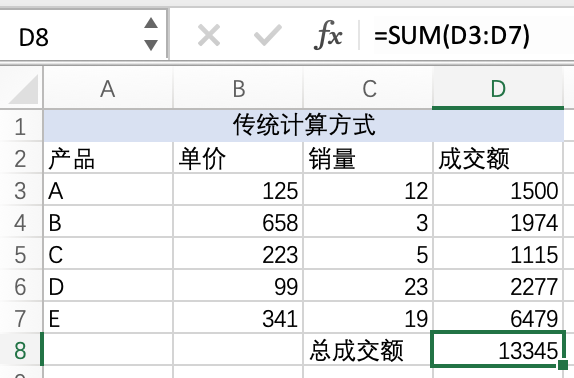 D8 fx =SUM(D3:D7)
A B C D
1 传统计算方式
2 产品 单价 销量 成交额
3 A 125 12 1500
4 B 658 3 1974
5 C 223 5 1115
6 D 99 23 2277
7 E 341 19 6479
8 总成交额 13345